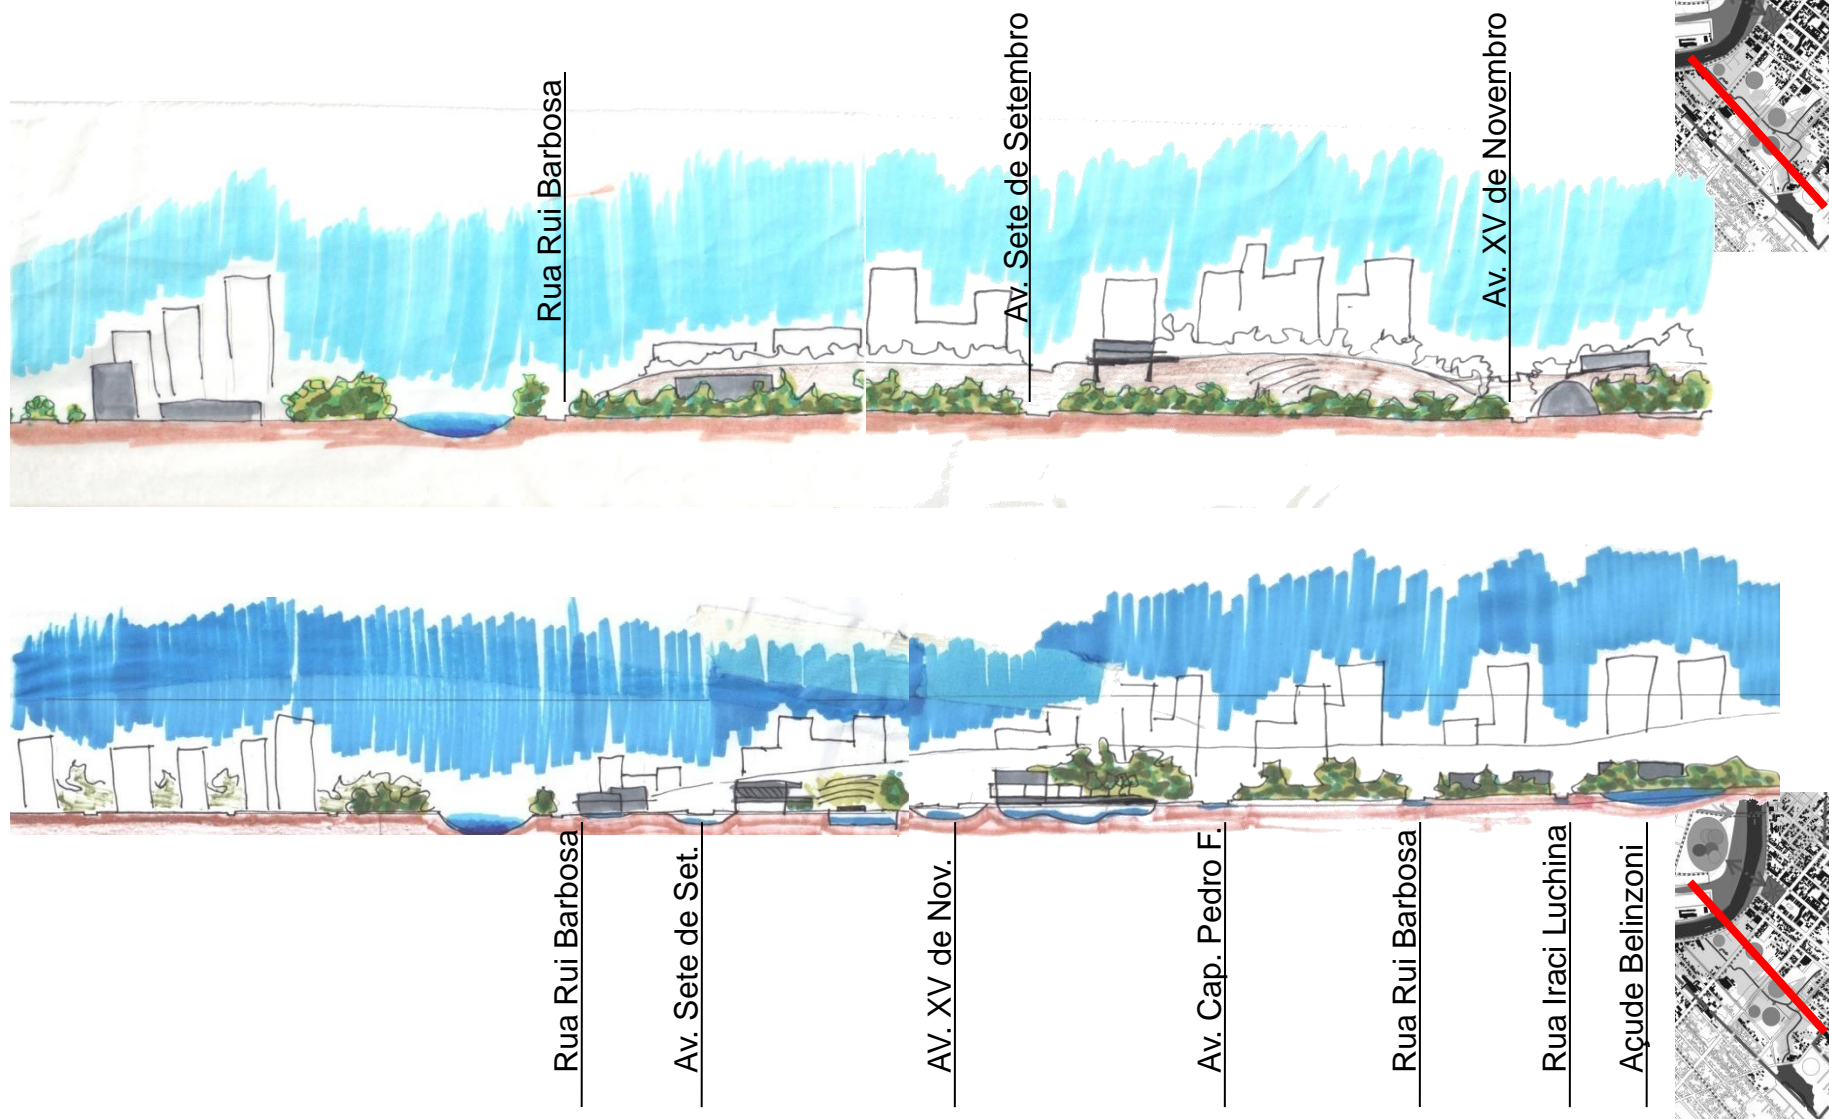 Rua Rui Barbosa
Av. Sete de Setembro
Av. XV de Novembro
Rua Rui Barbosa
Av. Sete de Set.
AV. XV de Nov.
Av. Cap. Pedro F.
Rua Rui Barbosa
Rua Iraci Luchina
Açude Belinzoni